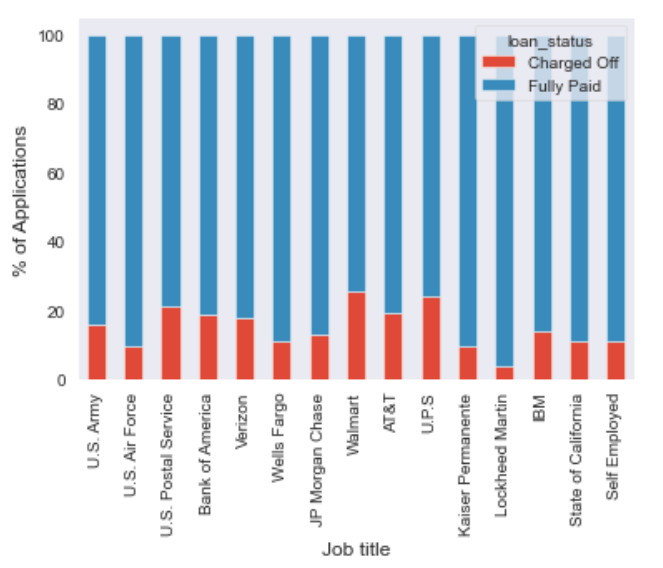 loan_status
Charged Off
Fully Paid
% of Applications
100
80
60
40
20
0
U.S. Army
U.S. Air Force
U.S. Postal Service
Bank of America
Verizon
Wells Fargo
JP Morgan Chase
Walmart
AT&T
U.P.S
Kaiser Permanente
Lockheed Martin
IBM
State of California
Self Employed
Job title